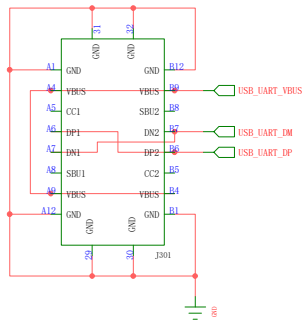 31 32
GND GND
A1 GND GND B12
A4 VBUS VBUS B9 USB_UART_VBUS
A5 CC1 SBU2 B8
A6 DP1 DN2 B7 USB_UART_DM
A7 DN1 DP2 B6 USB_UART_DP
A8 SBU1 CC2 B5
A9 VBUS VBUS B4
A12 GND GND B1
GND GND
29 30
J301
GND